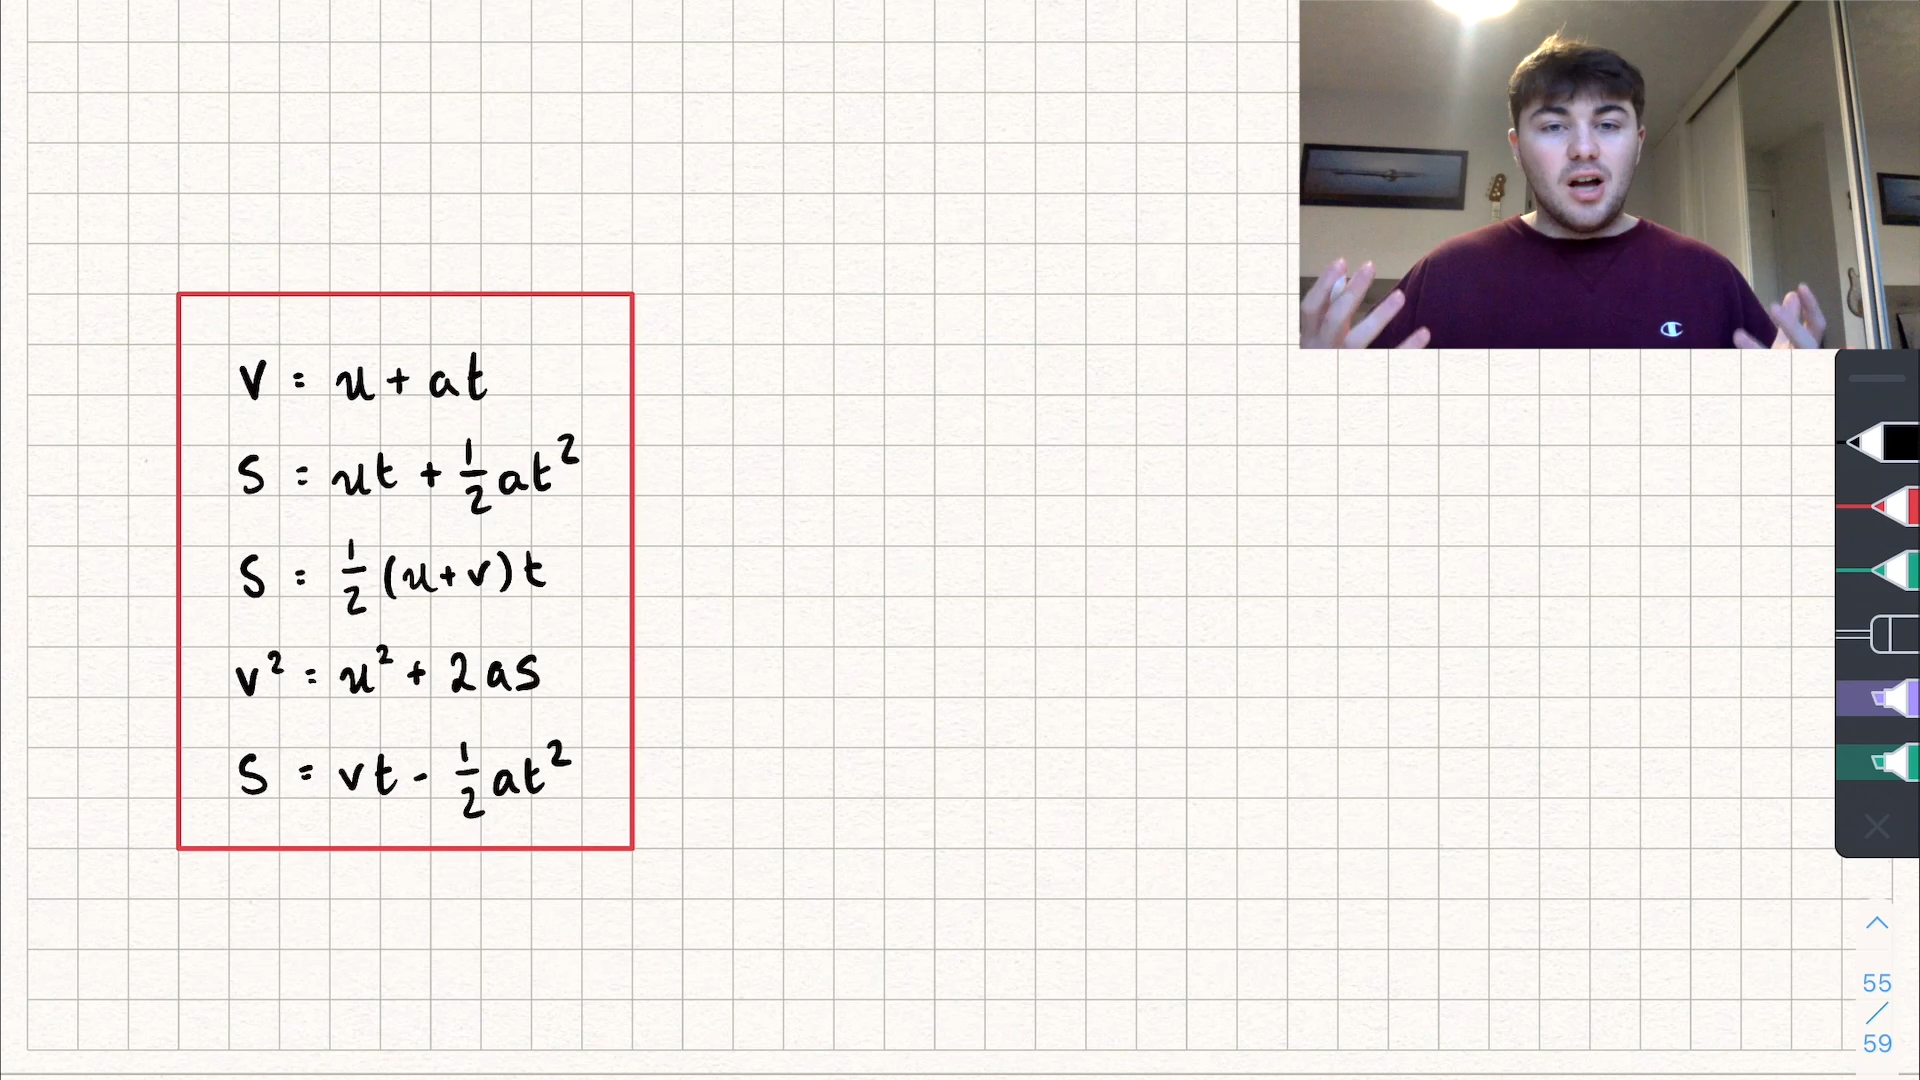 v = u + at
s = ut + ½at²
s = ½(u+v)t
v² = u² + 2as
s = vt - ½at²
55
/
59